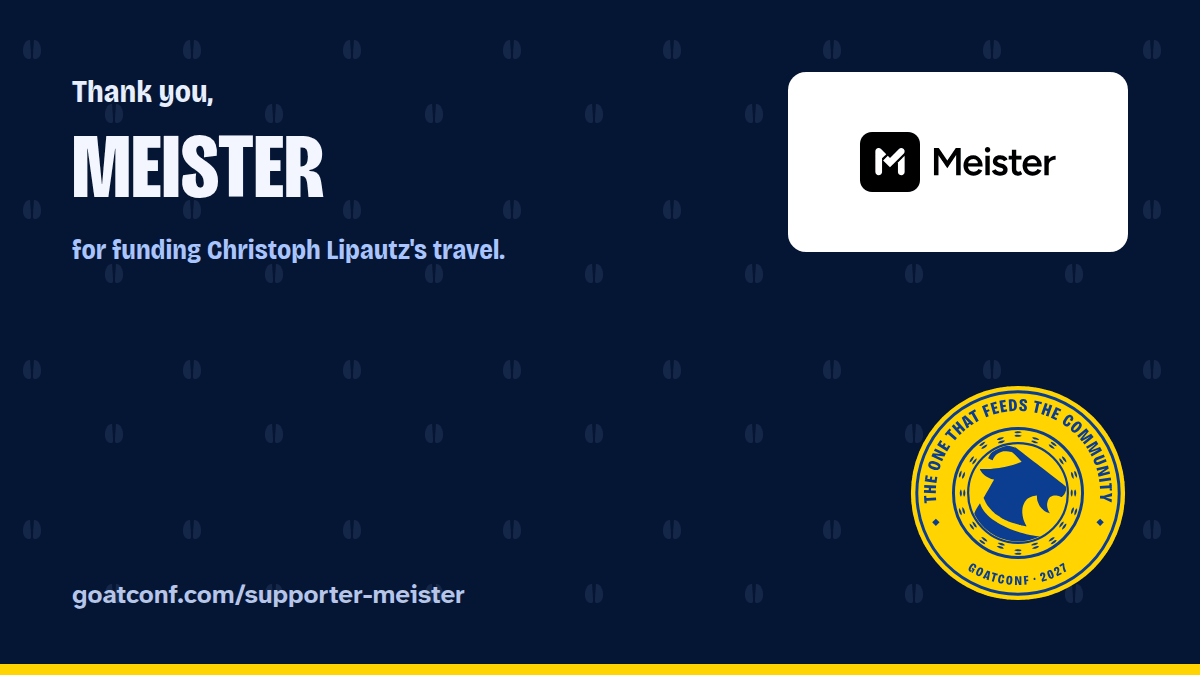 Thank you,
MEISTER
for funding Christoph Lipautz's travel.
Meister
THE ONE THAT FEEDS THE COMMUNITY
GOATCONF · 2027
goatconf.com/supporter-meister